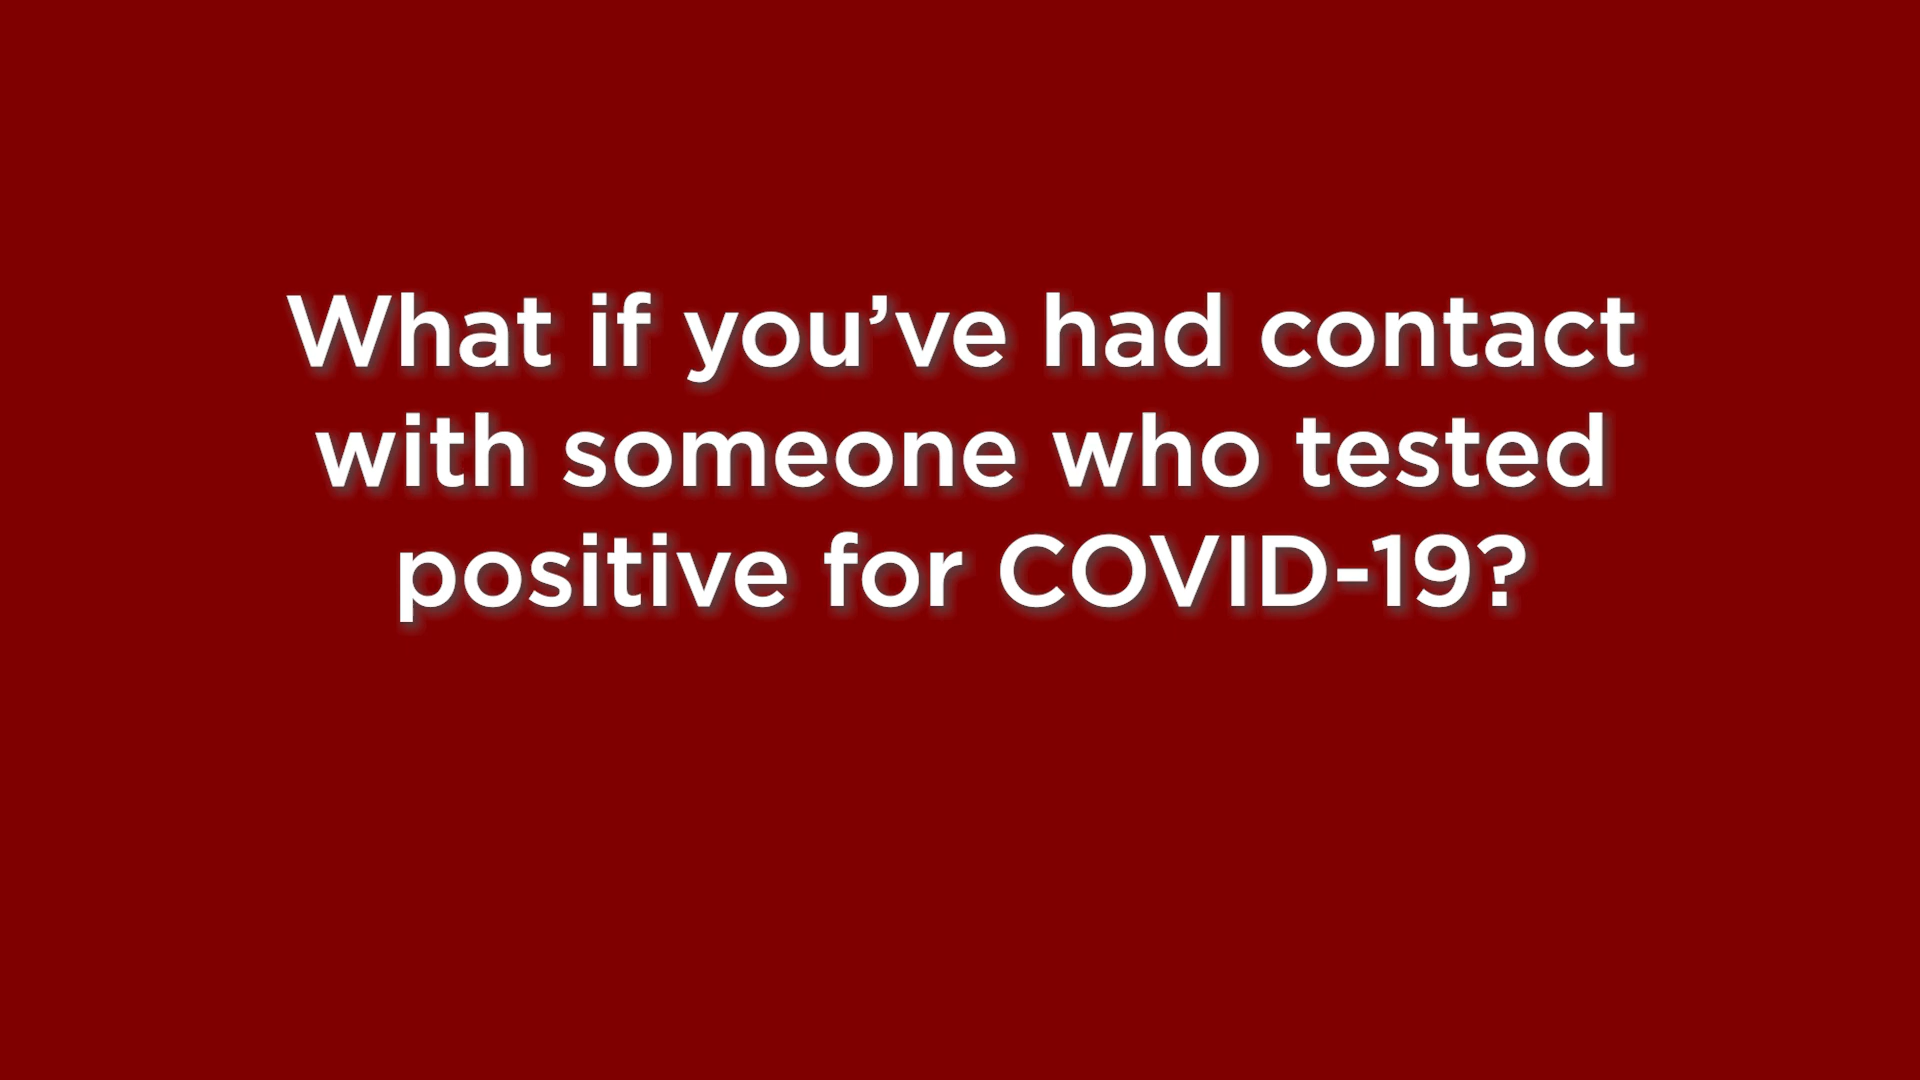 What if you’ve had contact
with someone who tested
positive for COVID-19?